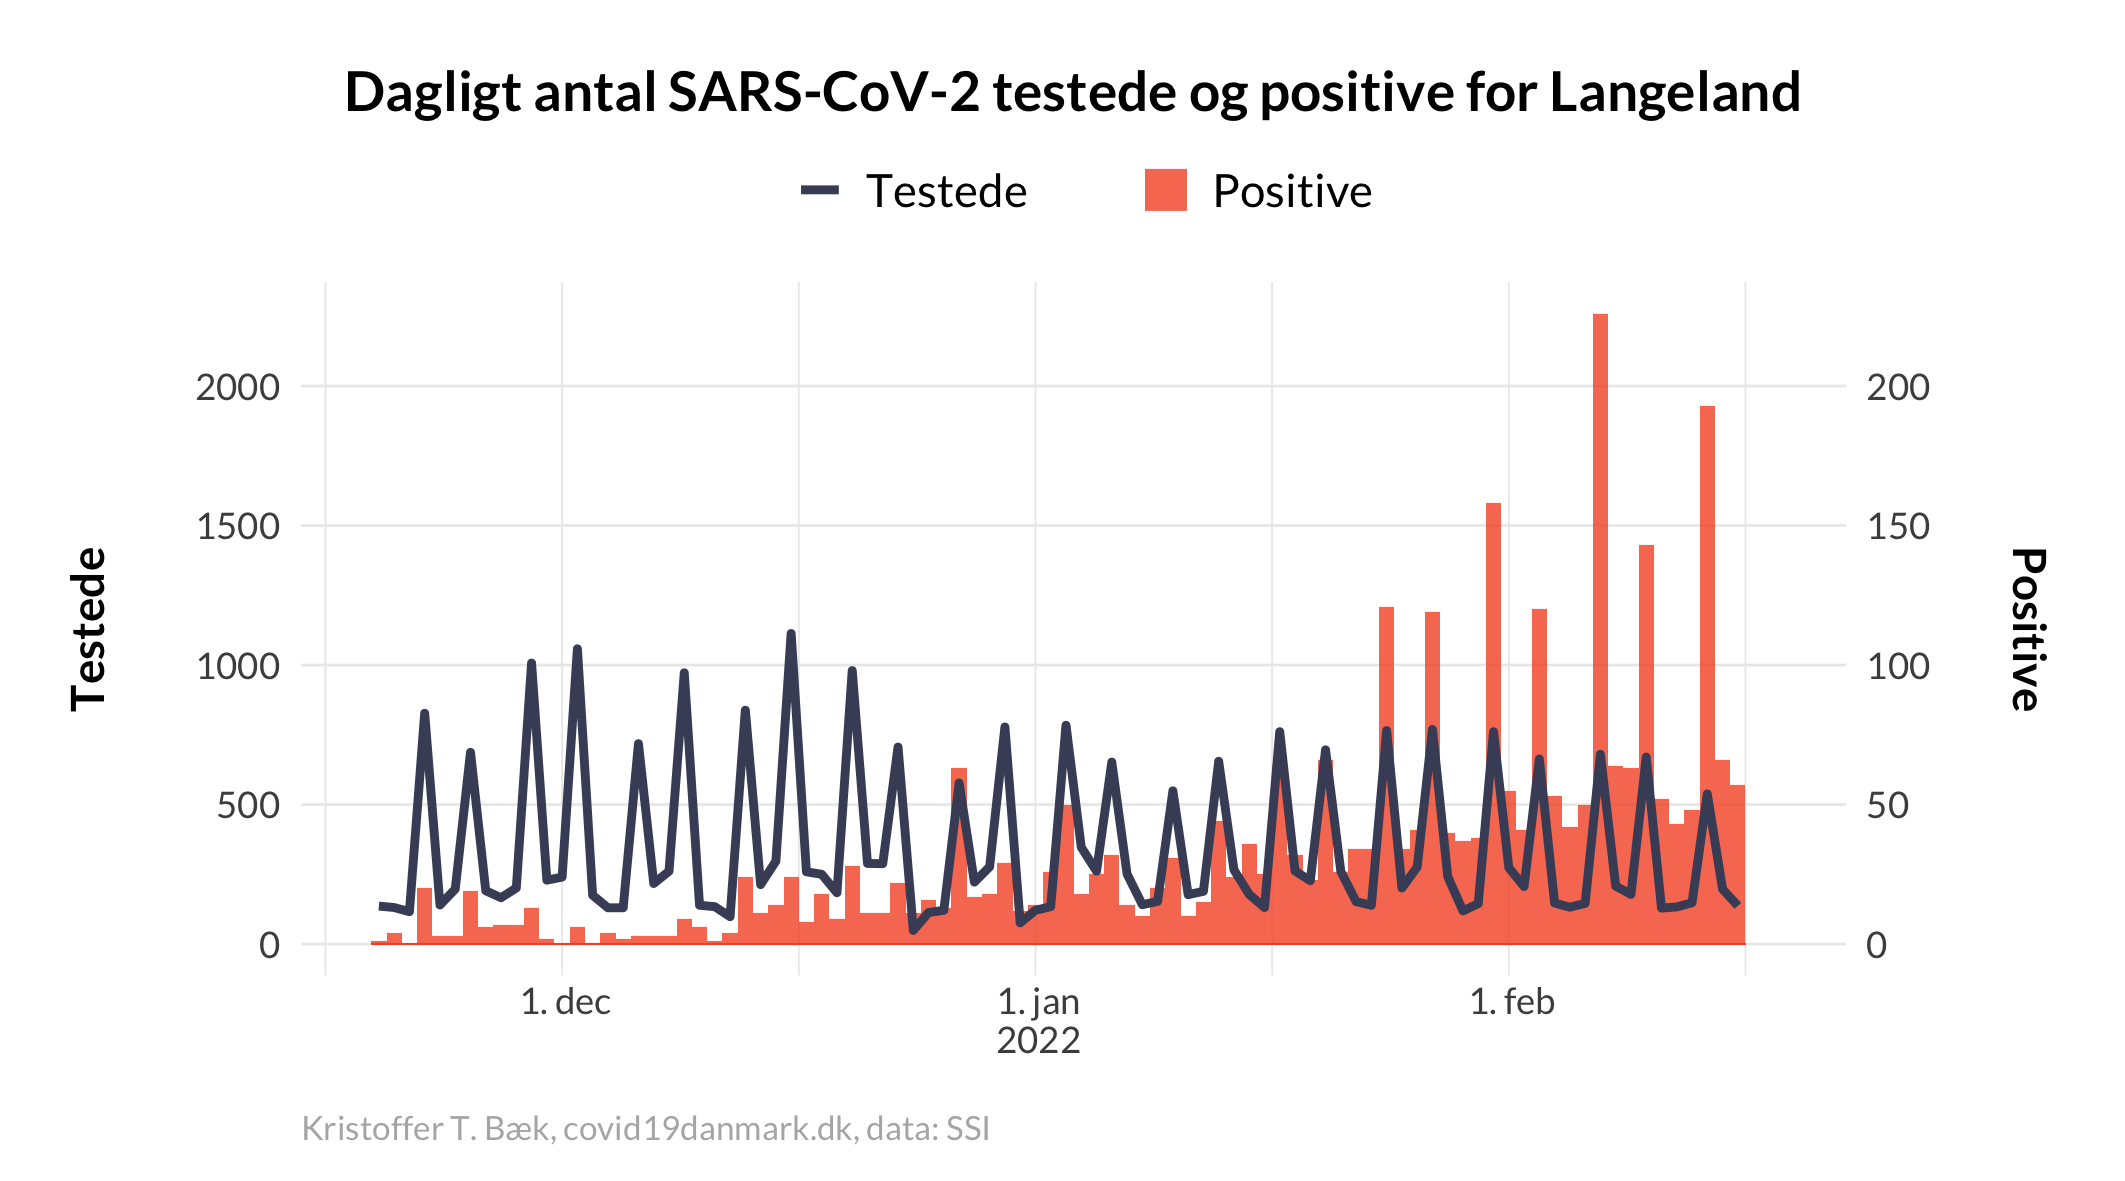 Dagligt antal SARS-CoV-2 testede og positive for Langeland
Testede
Positive
Testede
2000
1500
1000
500
0
200
150
100
50
0
Positive
1. dec
1. jan
2022
1. feb
Kristoffer T. Bæk, covid19danmark.dk, data: SSI